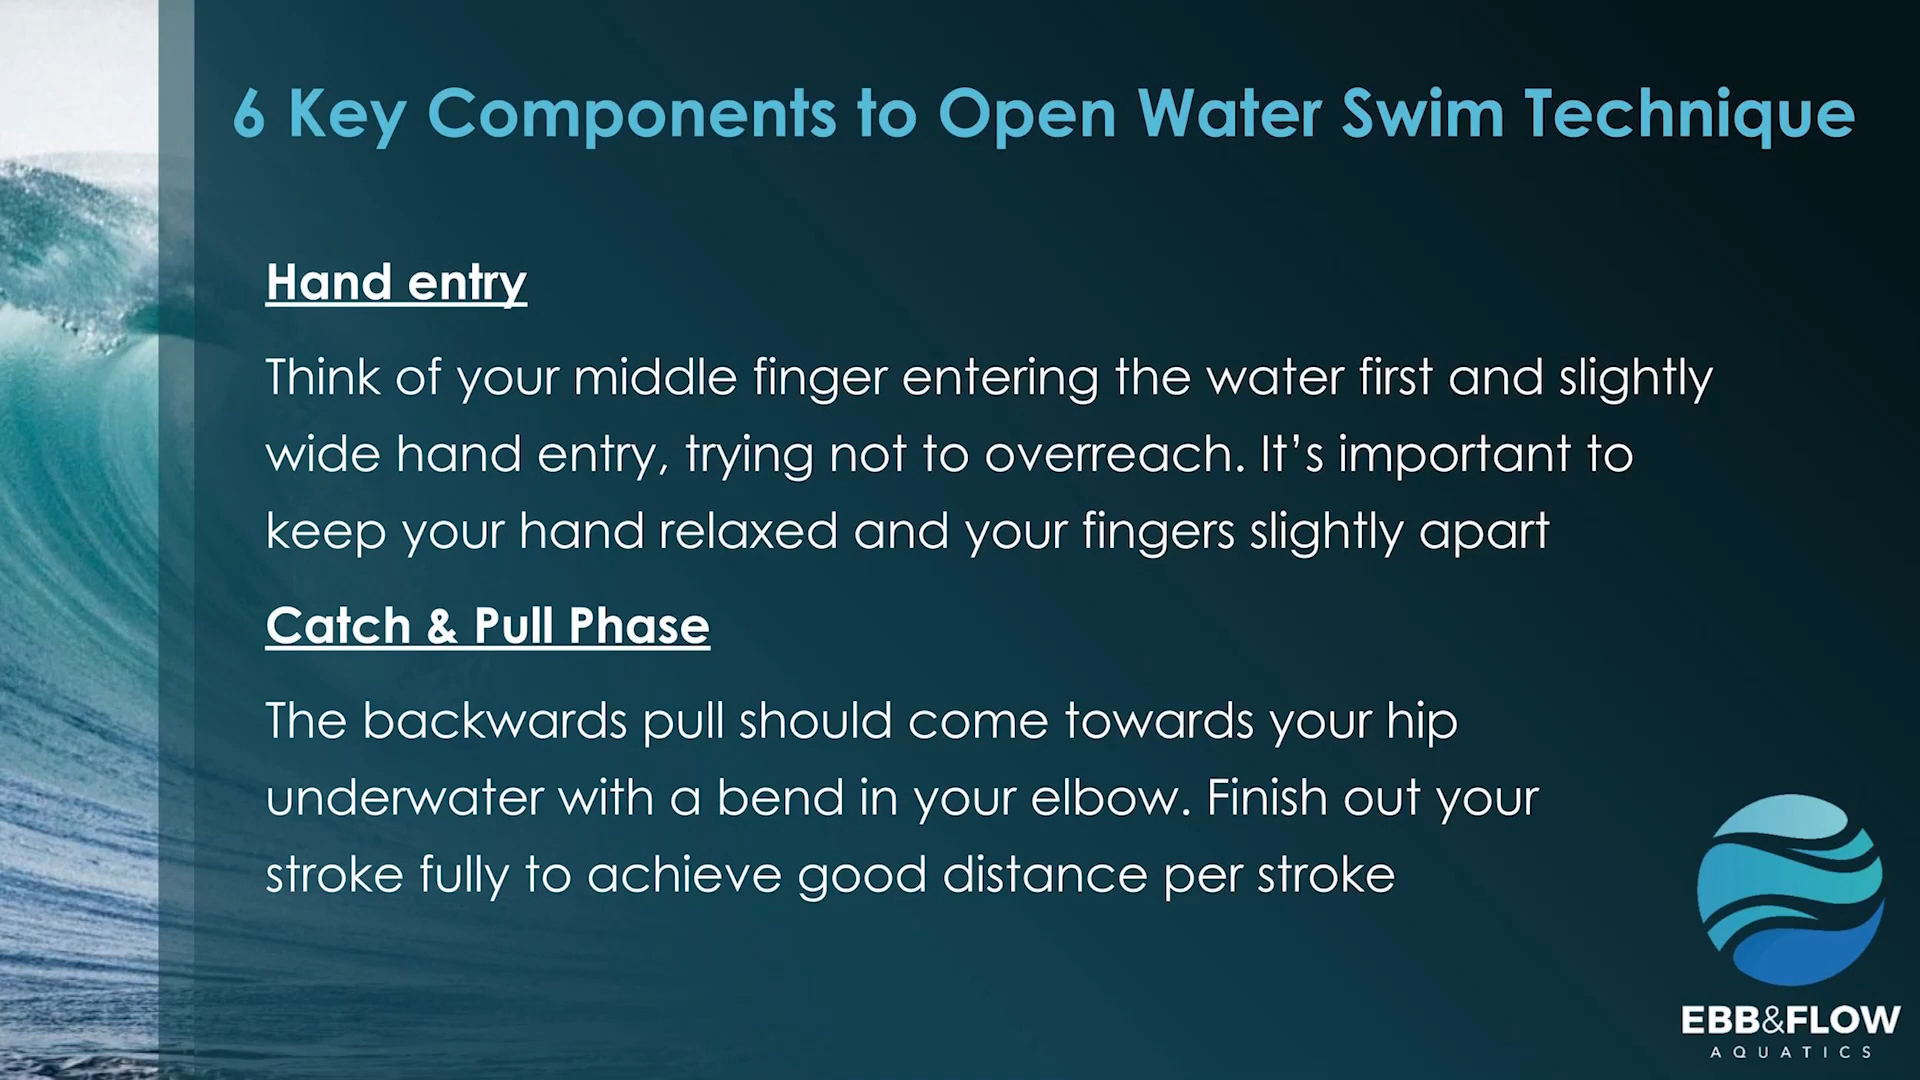 6 Key Components to Open Water Swim Technique
Hand entry
Think of your middle finger entering the water first and slightly
wide hand entry, trying not to overreach. It’s important to
keep your hand relaxed and your fingers slightly apart
Catch & Pull Phase
The backwards pull should come towards your hip
underwater with a bend in your elbow. Finish out your
stroke fully to achieve good distance per stroke
EBB&FLOW
AQUATICS